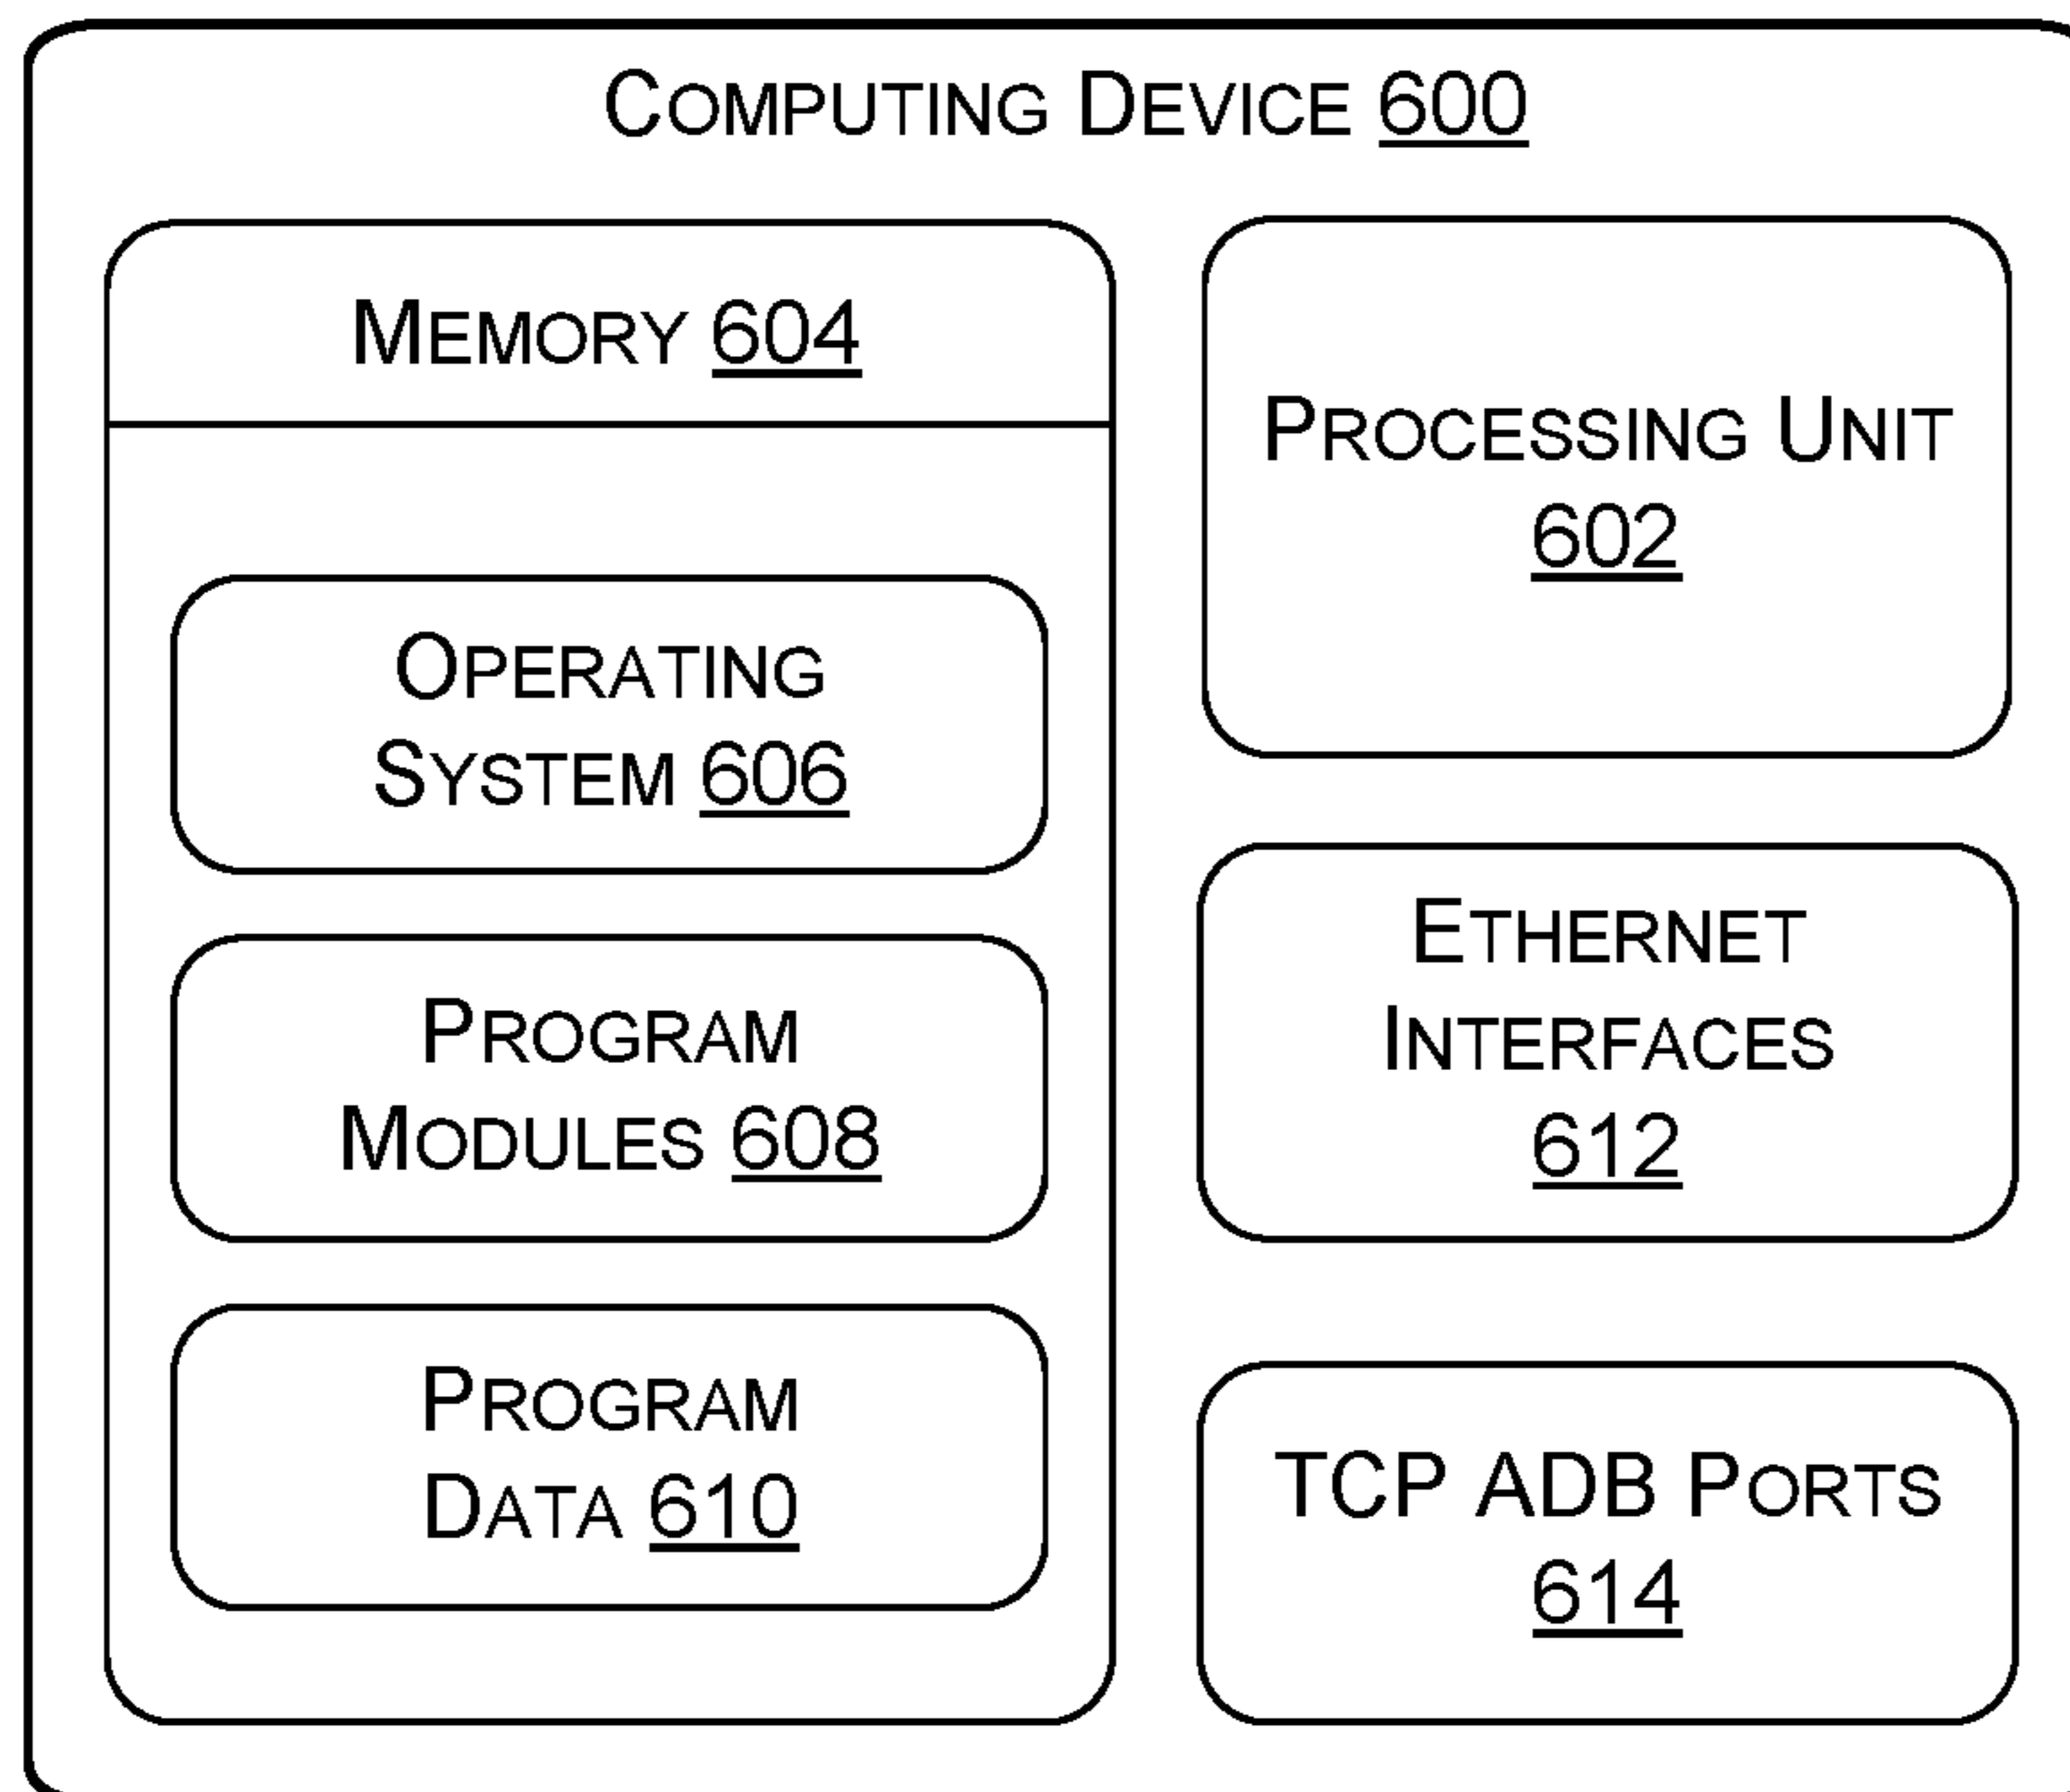 COMPUTING DEVICE 600
MEMORY 604
OPERATING
SYSTEM 606
PROGRAM
MODULES 608
PROGRAM
DATA 610
PROCESSING UNIT
602
ETHERNET
INTERFACES
612
TCP ADB PORTS
614